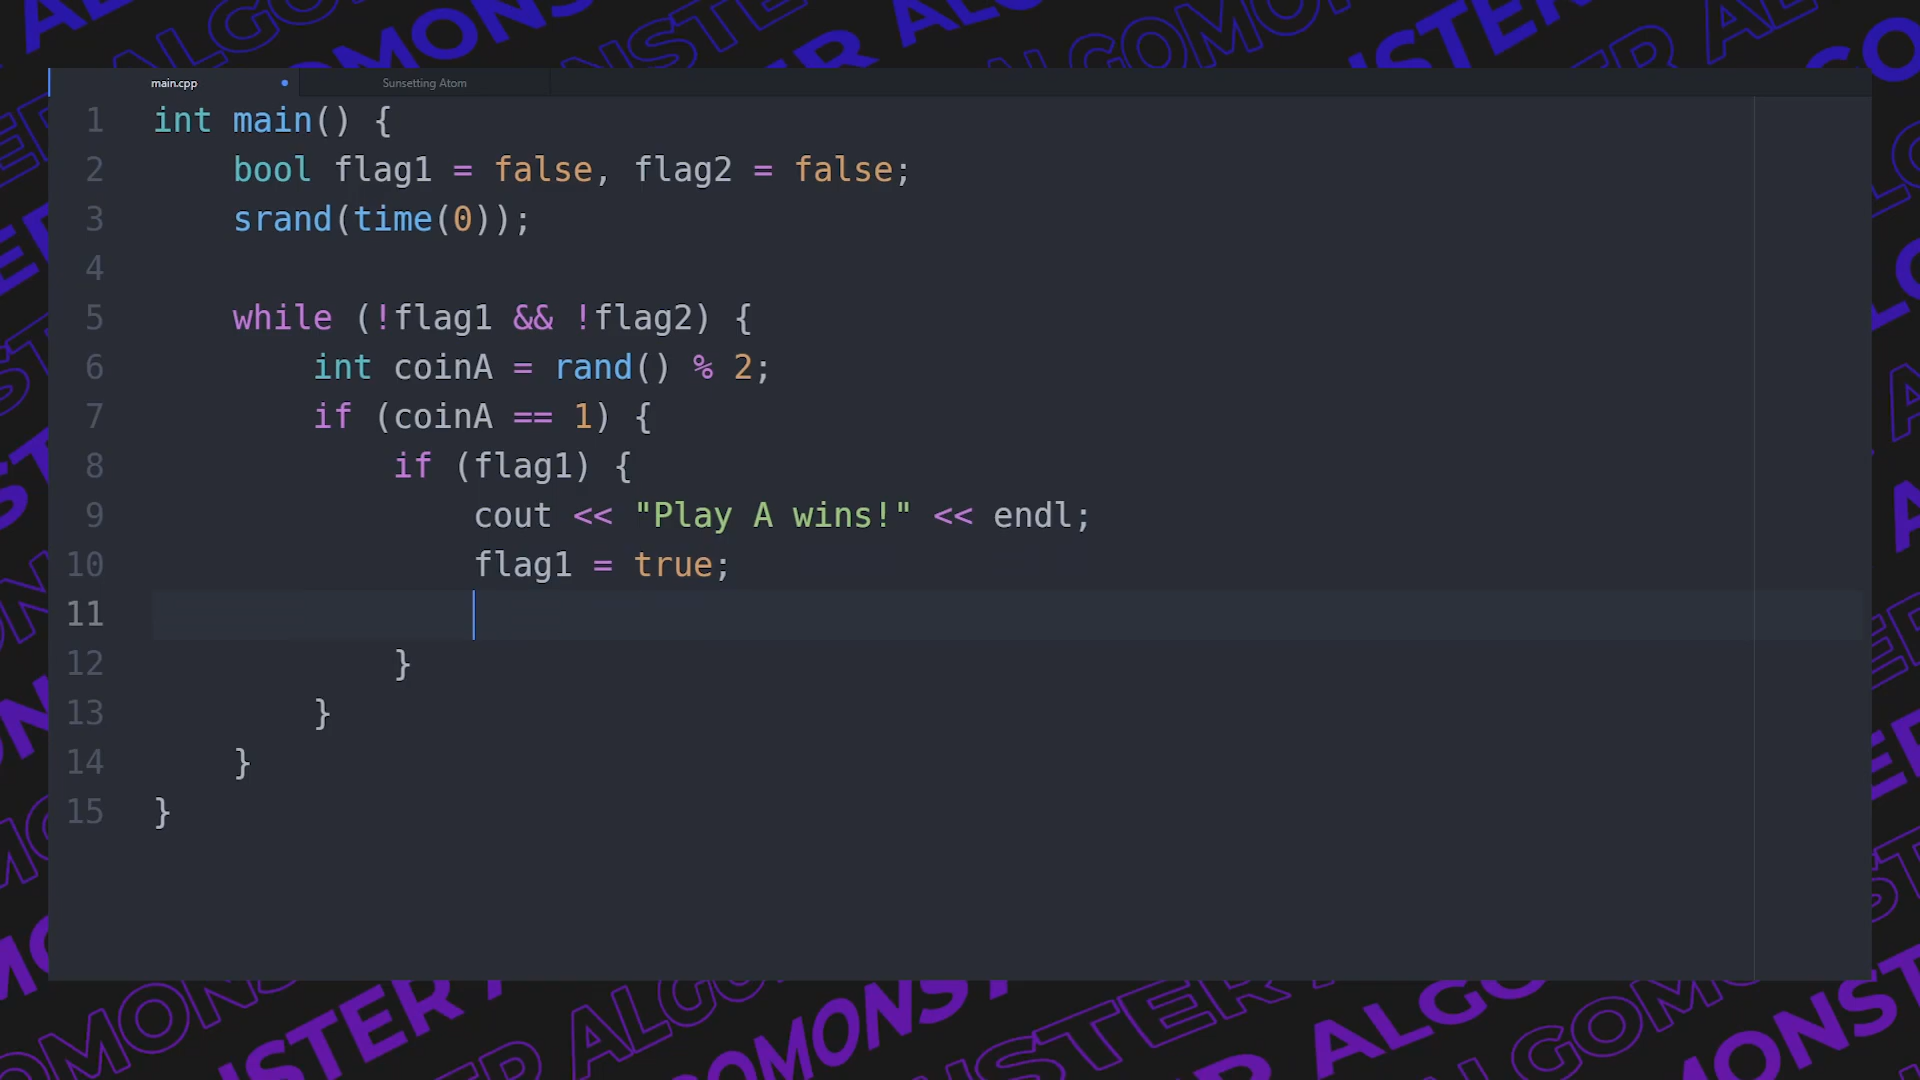 main.cpp Sunsetting Atom
1 int main() {
2 bool flag1 = false, flag2 = false;
3 srand(time(0));
4
5 while (!flag1 && !flag2) {
6 int coinA = rand() % 2;
7 if (coinA == 1) {
8 if (flag1) {
9 cout << "Play A wins!" << endl;
10 flag1 = true;
11
12 }
13 }
14 }
15 }